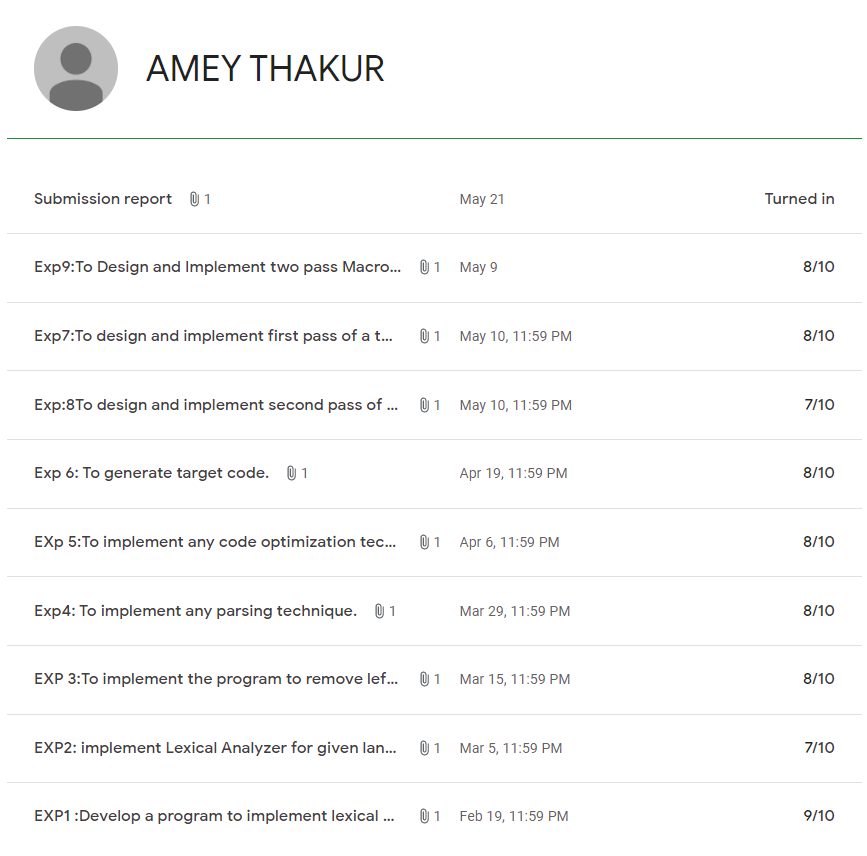 AMEY THAKUR
Submission report 1 May 21 Turned in
Exp9:To Design and Implement two pass Macro... 1 May 9 8/10
Exp7:To design and implement first pass of a t... 1 May 10, 11:59 PM 8/10
Exp:8To design and implement second pass of ... 1 May 10, 11:59 PM 7/10
Exp 6: To generate target code. 1 Apr 19, 11:59 PM 8/10
EXp 5:To implement any code optimization tec... 1 Apr 6, 11:59 PM 8/10
Exp4: To implement any parsing technique. 1 Mar 29, 11:59 PM 8/10
EXP 3:To implement the program to remove lef... 1 Mar 15, 11:59 PM 8/10
EXP2: implement Lexical Analyzer for given lan... 1 Mar 5, 11:59 PM 7/10
EXP1 :Develop a program to implement lexical ... 1 Feb 19, 11:59 PM 9/10